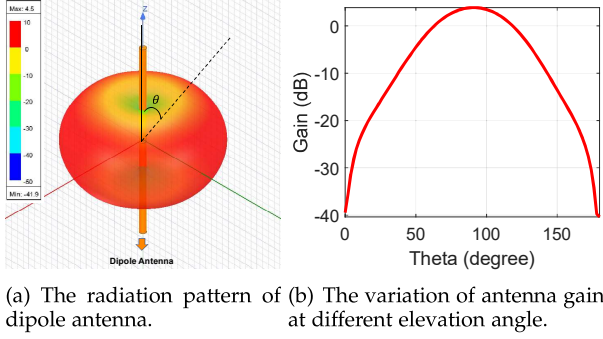 Max: 4.5
10
0
-10
-20
-30
-40
-50
Min: -41.9
Z
θ
Dipole Antenna
0
-10
-20
-30
-40
Gain (dB)
0 50 100 150
Theta (degree)
(a) The radiation pattern of
dipole antenna.
(b) The variation of antenna gain
at different elevation angle.